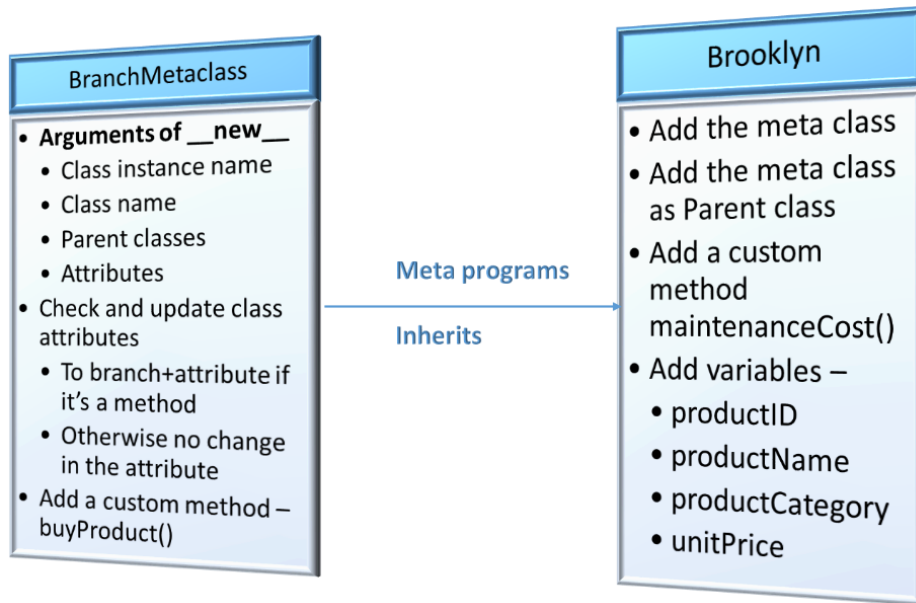 BranchMetaclass
• Arguments of __new__
• Class instance name
• Class name
• Parent classes
• Attributes
• Check and update class
attributes
• To branch+attribute if
it's a method
• Otherwise no change
in the attribute
• Add a custom method –
buyProduct()
Meta programs
Inherits
Brooklyn
• Add the meta class
• Add the meta class
as Parent class
• Add a custom
method
maintenanceCost()
• Add variables –
• productID
• productName
• productCategory
• unitPrice